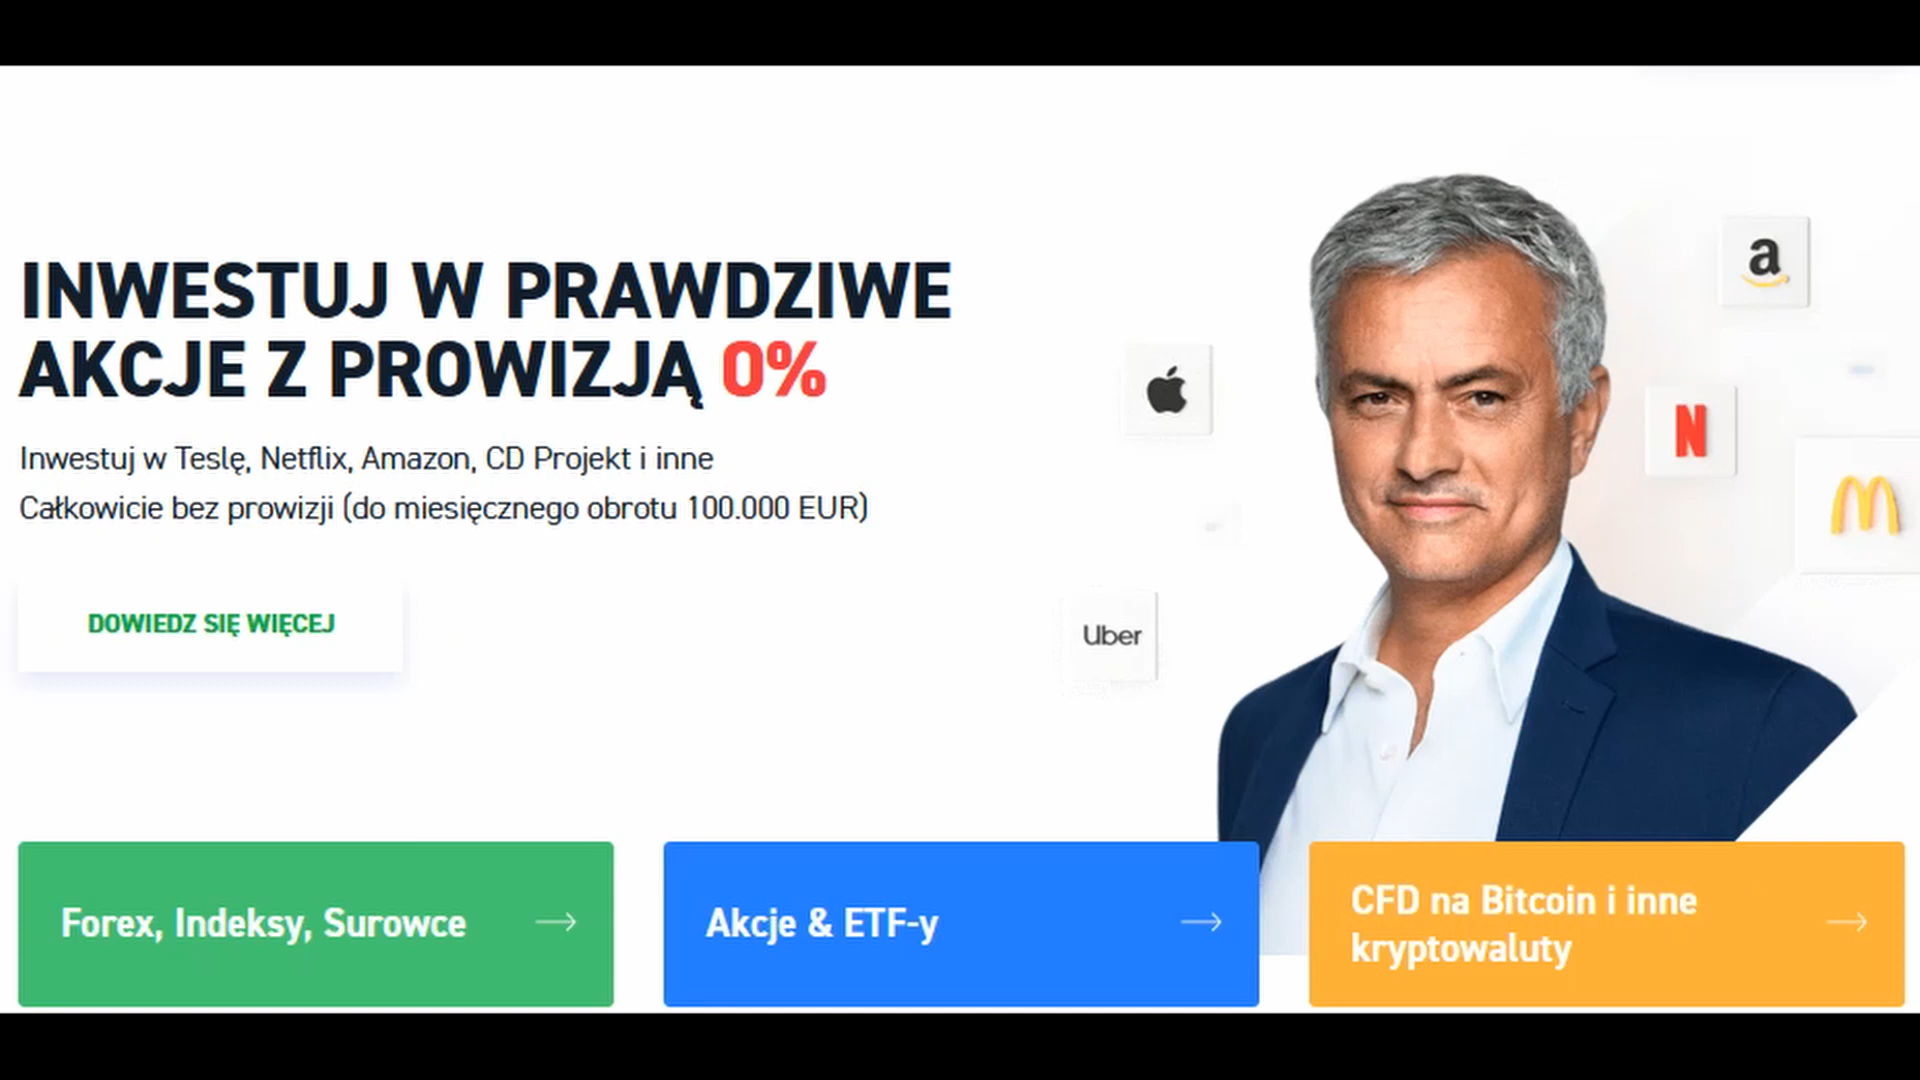 INWESTUJ W PRAWDZIWE
AKCJE Z PROWIZJĄ 0%
Inwestuj w Teslę, Netflix, Amazon, CD Projekt i inne
Całkowicie bez prowizji (do miesięcznego obrotu 100.000 EUR)
DOWIEDZ SIĘ WIĘCEJ
a
N
Uber
Forex, Indeksy, Surowce
Akcje & ETF-y
CFD na Bitcoin i inne
kryptowaluty